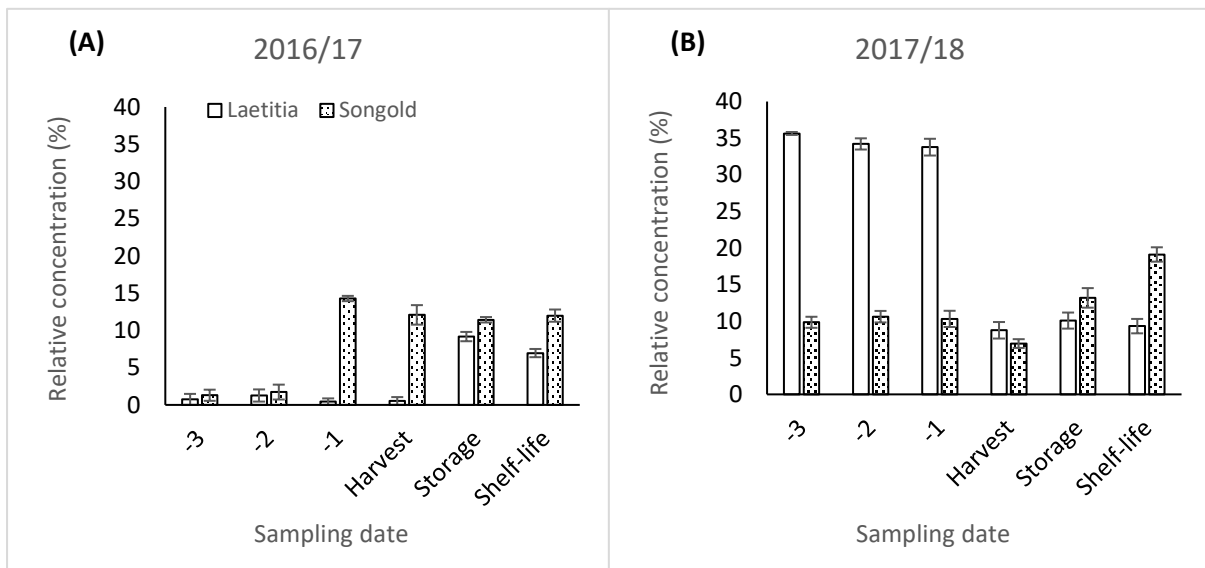 (A)
2016/17
Laetitia Songold
Relative concentration (%)
40
35
30
25
20
15
10
5
0
-3
-2
-1
Harvest
Storage
Shelf-life
Sampling date
(B)
2017/18
Relative concentration (%)
40
35
30
25
20
15
10
5
0
-3
-2
-1
Harvest
Storage
Shelf-life
Sampling date